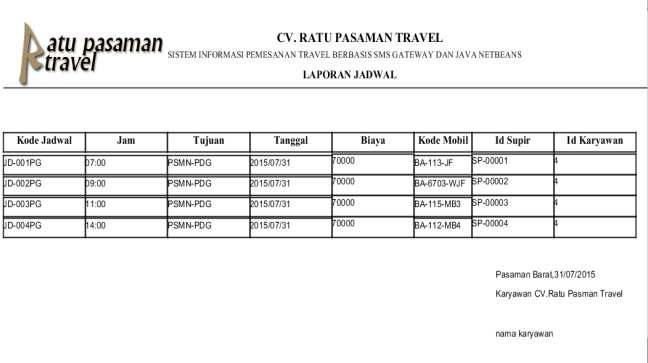 Ratu pasaman
travel
CV. RATU PASAMAN TRAVEL
SISTEM INFORMASI PEMESANAN TRAVEL BERBASIS SMS GATEWAY DAN JAVA NETBEANS
LAPORAN JADWAL
Kode Jadwal Jam Tujuan Tanggal Biaya Kode Mobil Id Supir Id Karyawan
JD-001PG 07:00 PSMN-PDG 2015/07/31 70000 BA-113-JF SP-00001 4
JD-002PG 09:00 PSMN-PDG 2015/07/31 70000 BA-6703-WJF SP-00002 4
JD-003PG 11:00 PSMN-PDG 2015/07/31 70000 BA-115-MB3 SP-00003 4
JD-004PG 14:00 PSMN-PDG 2015/07/31 70000 BA-112-MB4 SP-00004 4
Pasaman Barat,31/07/2015
Karyawan CV.Ratu Pasman Travel
nama karyawan